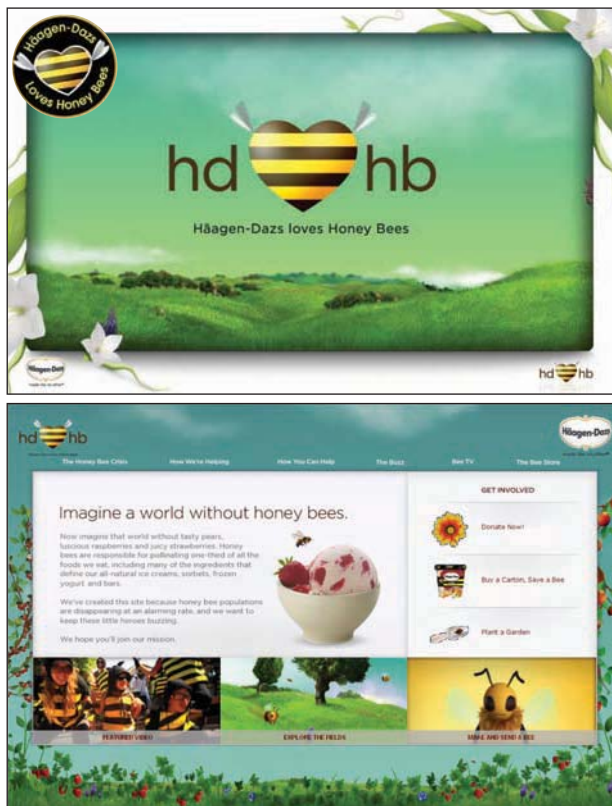 Häagen-Dazs
Loves Honey Bees
hd hb
Häagen-Dazs loves Honey Bees
Häagen-Dazs
hd hb
hd hb
Häagen-Dazs
The Honey Bee Crisis How We're Helping How You Can Help The Buzz Bee TV The Bee Store
Imagine a world without honey bees.
Now imagine that world without tasty pears,
luscious raspberries and juicy strawberries. Honey
bees are responsible for pollinating one-third of all the
foods we eat, including many of the ingredients that
define our all-natural ice creams, sorbets, frozen
yogurt and bars.
We've created this site because honey bee populations
are disappearing at an alarming rate, and we want to
keep these little heroes buzzing.
We hope you'll join our mission.
GET INVOLVED
Donate Now!
Buy a Carton, Save a Bee
Plant a Garden
FEATURED VIDEO
EXPLORE THE FIELDS
MAKE AND SEND A BEE